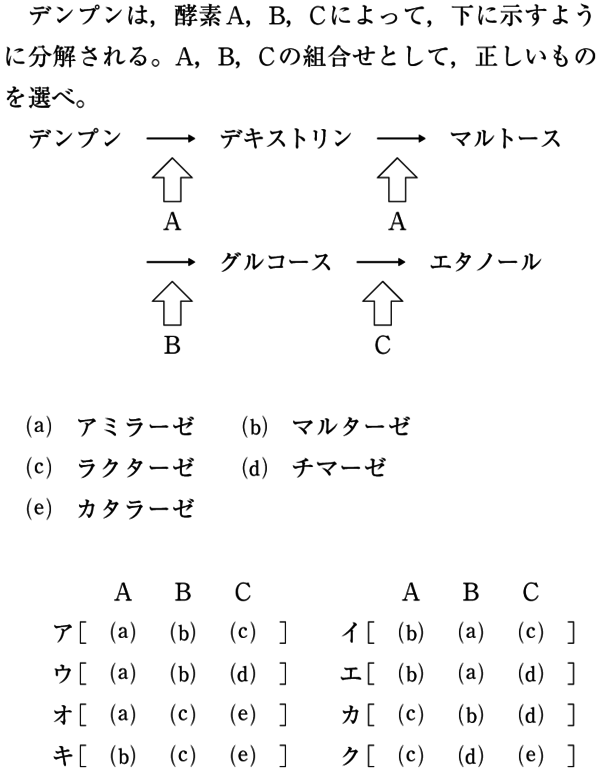 デンプンは，酵素A，B，Cによって，下に示すよう
に分解される。A，B，Cの組合せとして，正しいもの
を選べ。
デンプン → デキストリン → マルトース
A A
→ グルコース → エタノール
B C
(a) アミラーゼ (b) マルターゼ
(c) ラクターゼ (d) チマーゼ
(e) カタラーゼ
A B C A B C
ア[ (a) (b) (c) ] イ[ (b) (a) (c) ]
ウ[ (a) (b) (d) ] エ[ (b) (a) (d) ]
オ[ (a) (c) (e) ] カ[ (c) (b) (d) ]
キ[ (b) (c) (e) ] ク[ (c) (d) (e) ]